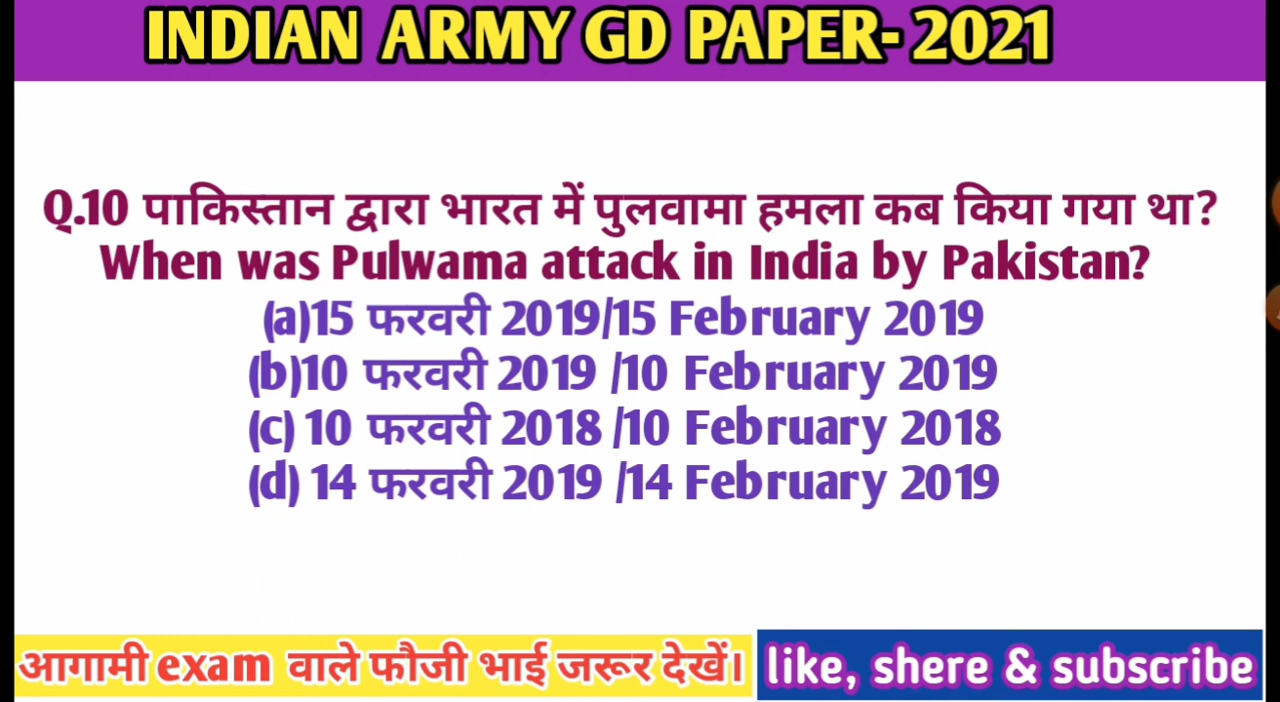 INDIAN ARMY GD PAPER- 2021
Q.10 पाकिस्तान द्वारा भारत में पुलवामा हमला कब किया गया था?
When was Pulwama attack in India by Pakistan?
(a)15 फरवरी 2019/15 February 2019
(b)10 फरवरी 2019 /10 February 2019
(c) 10 फरवरी 2018 /10 February 2018
(d) 14 फरवरी 2019 /14 February 2019
आगामी exam वाले फौजी भाई जरूर देखें।
like, shere & subscribe